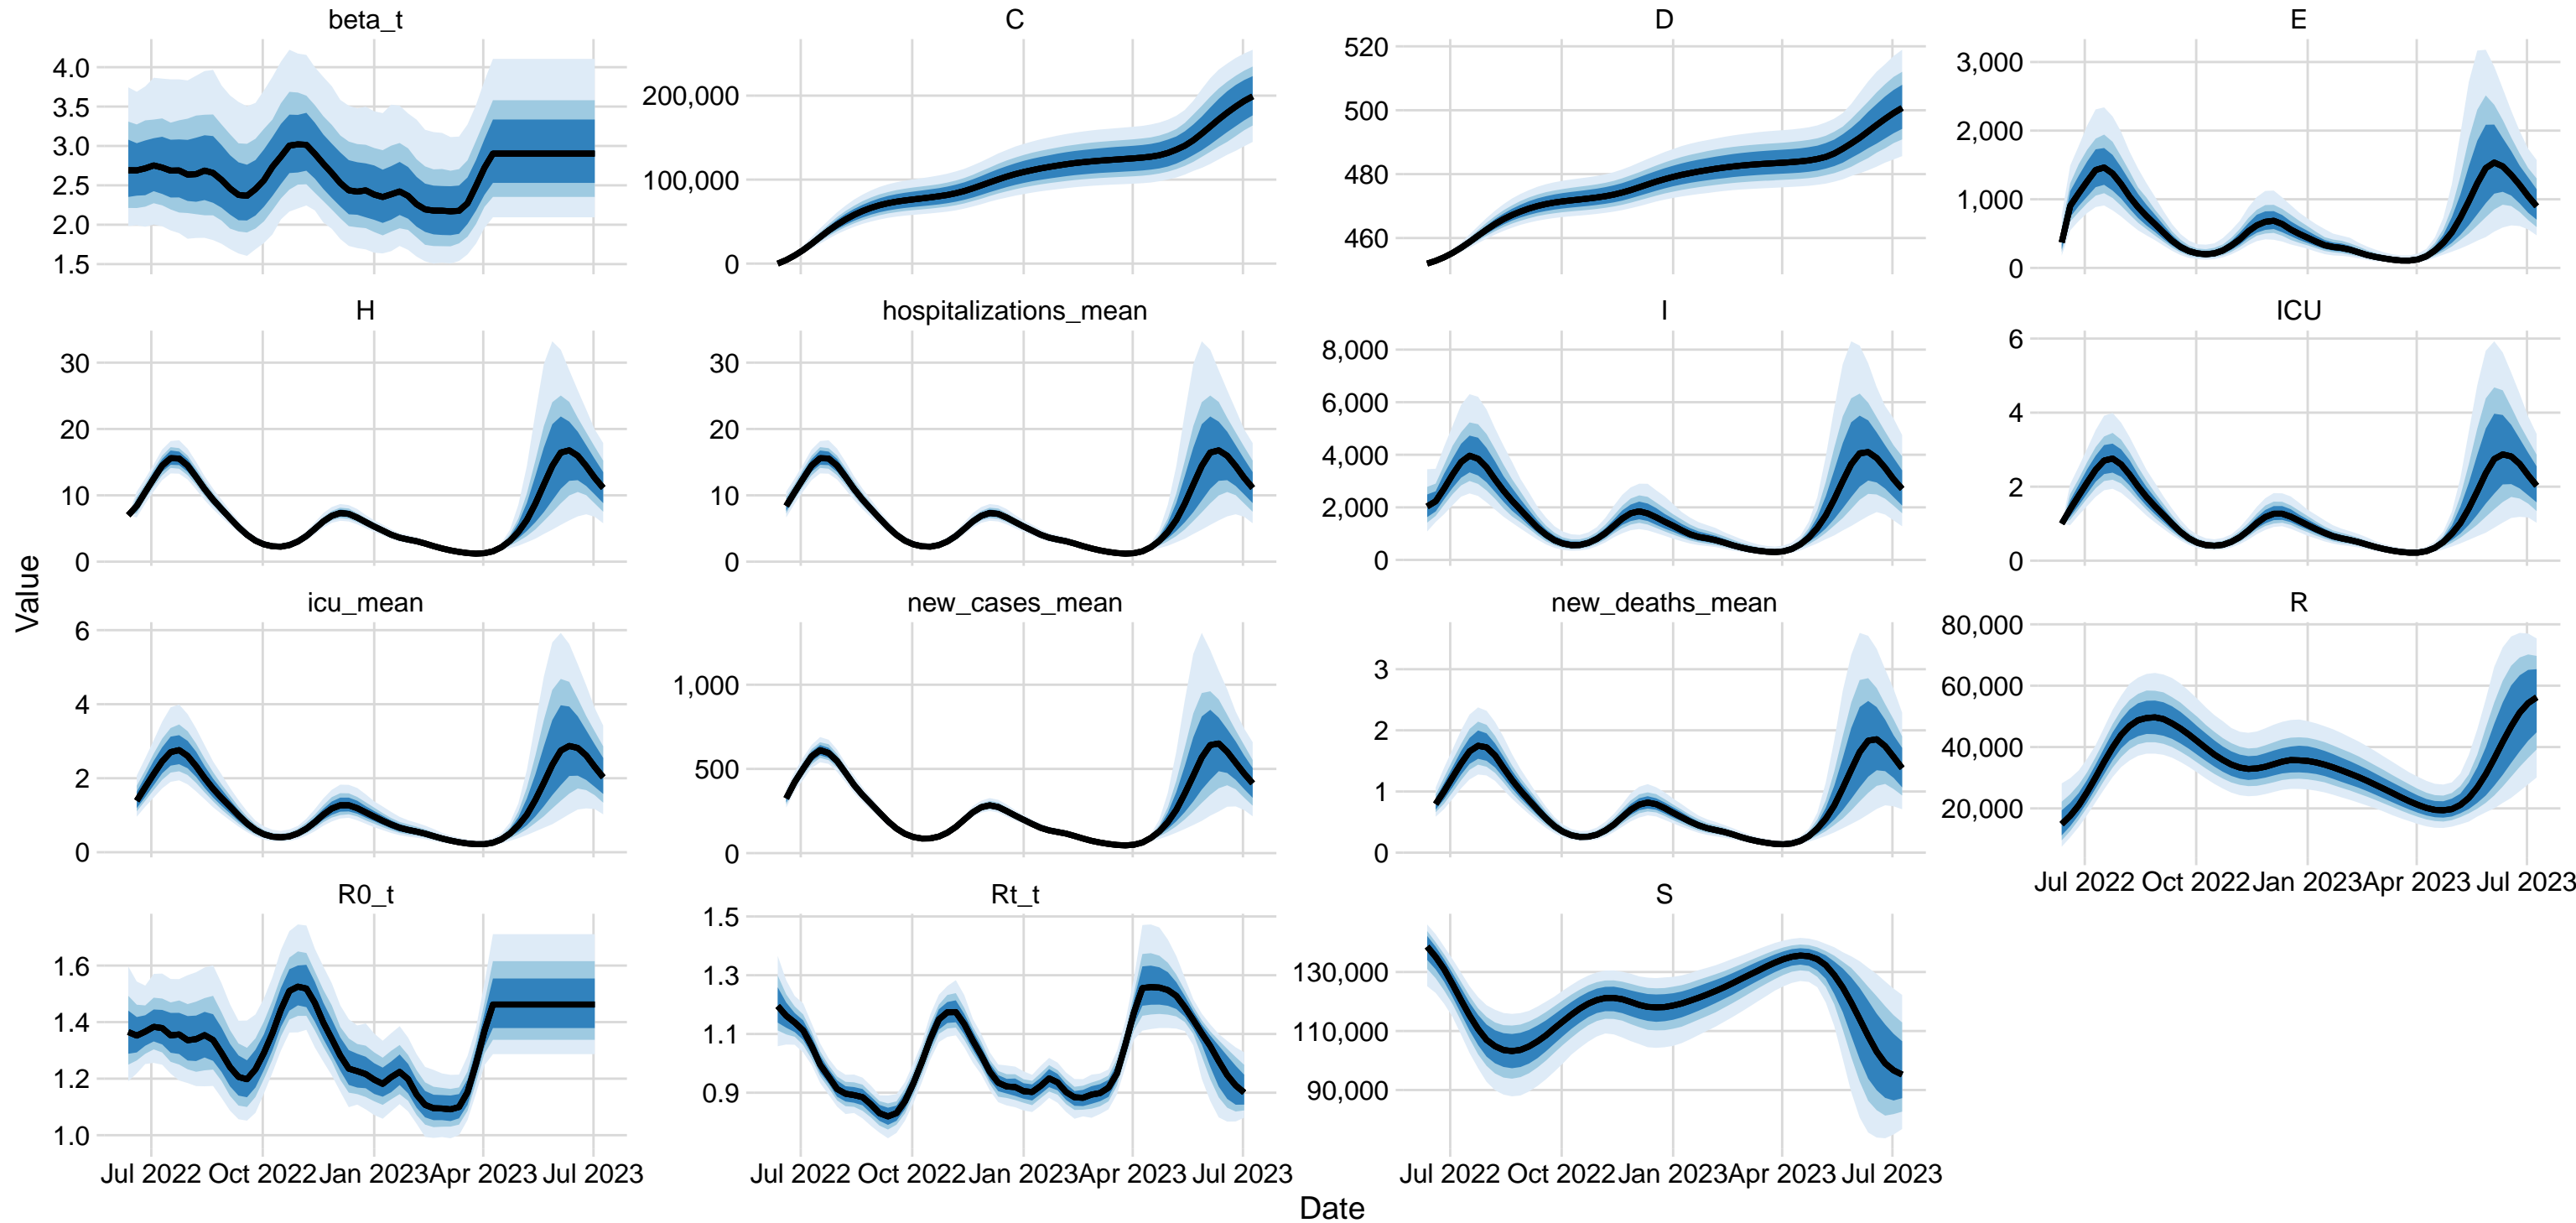 beta_t
C
D
E
4.0
3.5
3.0
2.5
2.0
1.5
200,000
100,000
0
520
500
480
460
3,000
2,000
1,000
0
H
hospitalizations_mean
I
ICU
30
20
10
0
30
20
10
0
8,000
6,000
4,000
2,000
0
6
4
2
0
Value
icu_mean
new_cases_mean
new_deaths_mean
R
6
4
2
0
1,000
500
0
3
2
1
0
80,000
60,000
40,000
20,000
Jul 2022 Oct 2022 Jan 2023 Apr 2023 Jul 2023
R0_t
Rt_t
S
1.6
1.4
1.2
1.0
1.5
1.3
1.1
0.9
130,000
110,000
90,000
Jul 2022 Oct 2022 Jan 2023 Apr 2023 Jul 2023
Jul 2022 Oct 2022 Jan 2023 Apr 2023 Jul 2023
Jul 2022 Oct 2022 Jan 2023 Apr 2023 Jul 2023
Date